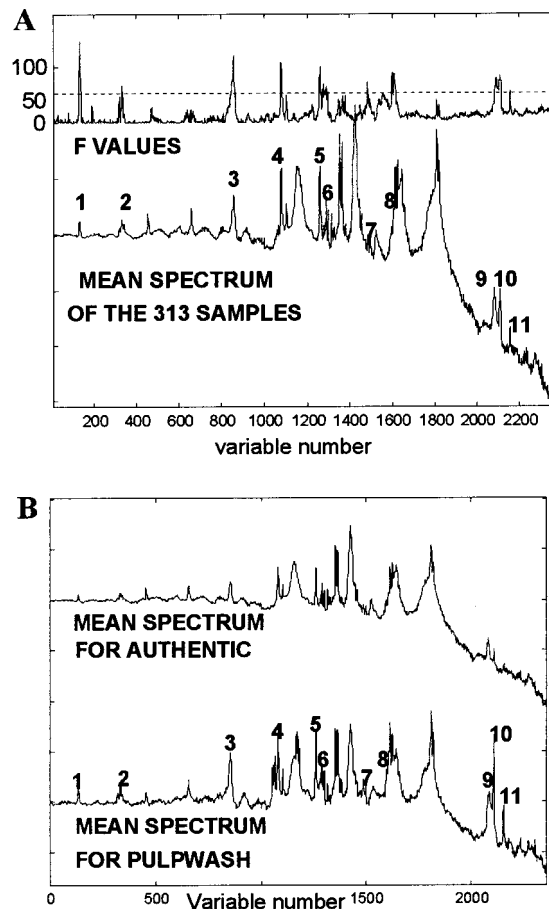 A
100
50
0
F VALUES
1
2
3
4
5
6
7
8
9
10
11
MEAN SPECTRUM
OF THE 313 SAMPLES
200 400 600 800 1000 1200 1400 1600 1800 2000 2200
variable number
B
MEAN SPECTRUM
FOR AUTHENTIC
1
2
3
4
5
6
7
8
9
10
11
MEAN SPECTRUM
FOR PULPWASH
0 500 1000 1500 2000
Variable number